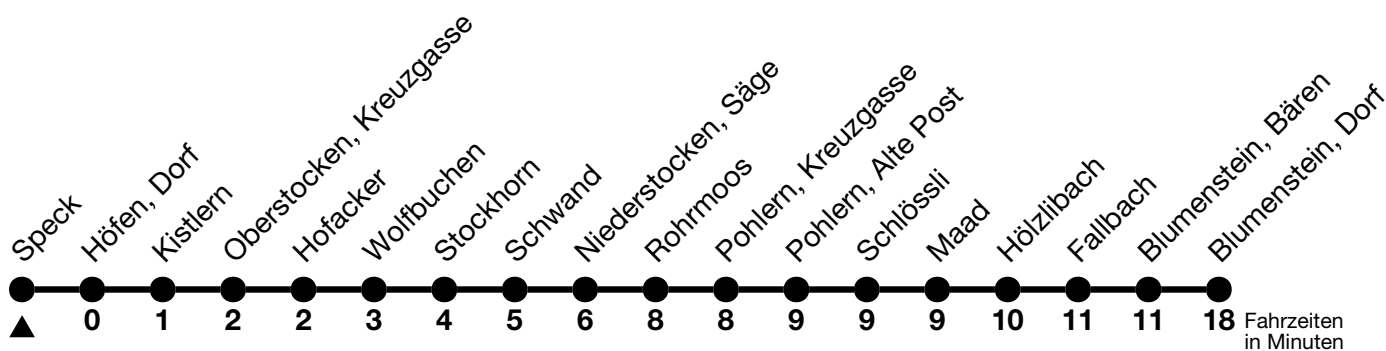 Speck
Höfen, Dorf
Kistlern
Oberstocken, Kreuzgasse
Hofacker
Wolfbuchen
Stockhorn
Schwand
Niederstocken, Säge
Rohrmoos
Pohlern, Kreuzgasse
Pohlern, Alte Post
Schlössli
Maad
Hölzlibach
Fallbach
Blumenstein, Bären
Blumenstein, Dorf
0 1 2 2 3 4 5 6 8 8 9 9 9 10 11 11 18
Fahrzeiten
in Minuten